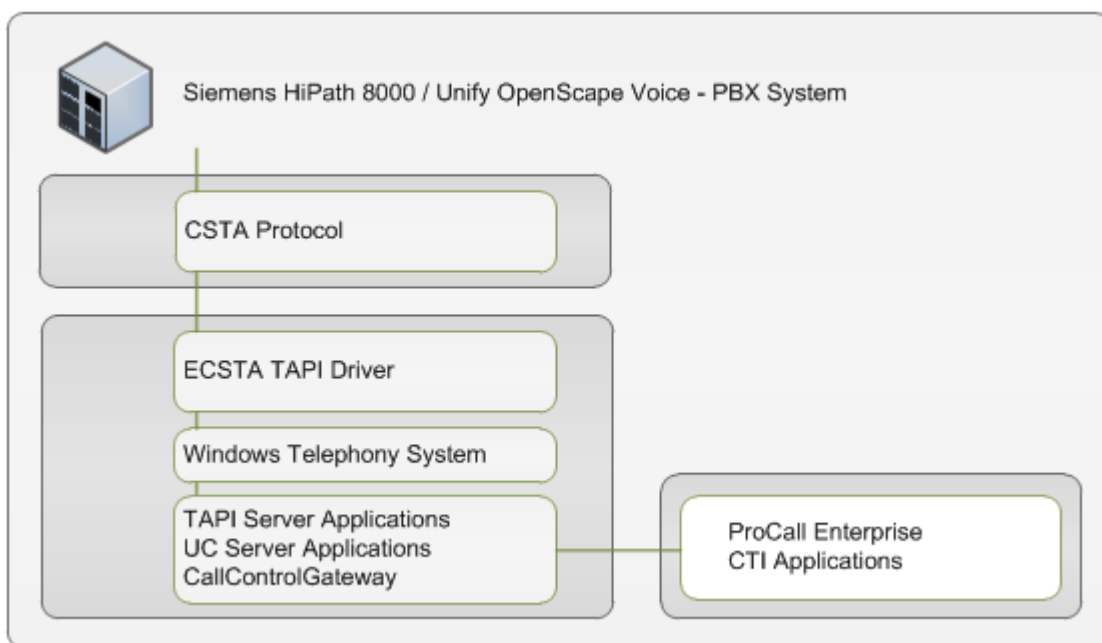 Siemens HiPath 8000 / Unify OpenScape Voice - PBX System
CSTA Protocol
ECSTA TAPI Driver
Windows Telephony System
TAPI Server Applications
UC Server Applications
CallControlGateway
ProCall Enterprise
CTI Applications